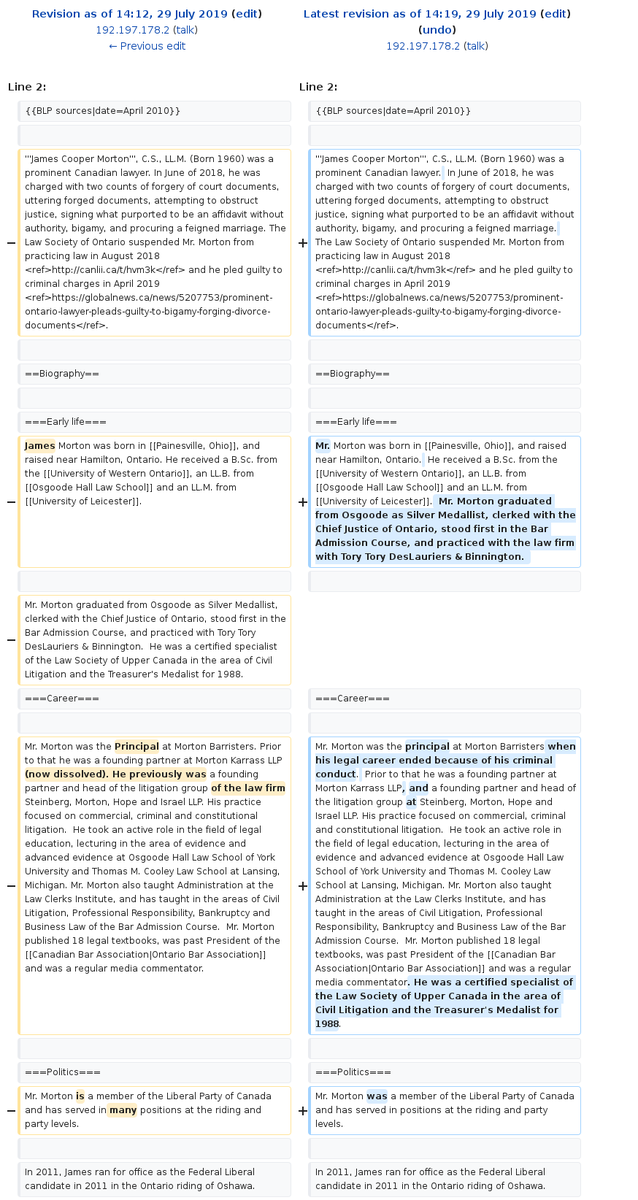 Revision as of 14:12, 29 July 2019 (edit)
192.197.178.2 (talk)
← Previous edit
Latest revision as of 14:19, 29 July 2019 (edit)
(undo)
192.197.178.2 (talk)
Line 2:
Line 2:
{{BLP sources|date=April 2010}}
{{BLP sources|date=April 2010}}
−
'''James Cooper Morton''', C.S., LL.M. (Born 1960) was a
prominent Canadian lawyer. In June of 2018, he was
charged with two counts of forgery of court documents,
uttering forged documents, attempting to obstruct
justice, signing what purported to be an affidavit without
authority, bigamy, and procuring a feigned marriage. The
Law Society of Ontario suspended Mr. Morton from
practicing law in August 2018
<ref>http://canlii.ca/t/hvm3k</ref> and he pled guilty to
criminal charges in April 2019
<ref>https://globalnews.ca/news/5207753/prominent-
ontario-lawyer-pleads-guilty-to-bigamy-forging-divorce-
documents</ref>.
+
'''James Cooper Morton''', C.S., LL.M. (Born 1960) was a
prominent Canadian lawyer.  In June of 2018, he was
charged with two counts of forgery of court documents,
uttering forged documents, attempting to obstruct
justice, signing what purported to be an affidavit without
authority, bigamy, and procuring a feigned marriage.
The Law Society of Ontario suspended Mr. Morton from
practicing law in August 2018
<ref>http://canlii.ca/t/hvm3k</ref> and he pled guilty to
criminal charges in April 2019
<ref>https://globalnews.ca/news/5207753/prominent-
ontario-lawyer-pleads-guilty-to-bigamy-forging-divorce-
documents</ref>.
==Biography==
==Biography==
===Early life===
===Early life===
−
James Morton was born in [[Painesville, Ohio]], and
raised near Hamilton, Ontario. He received a B.Sc. from
the [[University of Western Ontario]], an LL.B. from
[[Osgoode Hall Law School]] and an LL.M. from
[[University of Leicester]].
+
Mr. Morton was born in [[Painesville, Ohio]], and raised
near Hamilton, Ontario.  He received a B.Sc. from the
[[University of Western Ontario]], an LL.B. from
[[Osgoode Hall Law School]] and an LL.M. from
[[University of Leicester]].  Mr. Morton graduated
from Osgoode as Silver Medallist, clerked with the
Chief Justice of Ontario, stood first in the Bar
Admission Course, and practiced with the law firm
with Tory Tory DesLauriers & Binnington.
−
Mr. Morton graduated from Osgoode as Silver Medallist,
clerked with the Chief Justice of Ontario, stood first in the
Bar Admission Course, and practiced with Tory Tory
DesLauriers & Binnington.  He was a certified specialist
of the Law Society of Upper Canada in the area of Civil
Litigation and the Treasurer's Medalist for 1988.
===Career===
===Career===
−
Mr. Morton was the Principal at Morton Barristers. Prior
to that he was a founding partner at Morton Karrass LLP
(now dissolved). He previously was a founding
partner and head of the litigation group of the law firm
Steinberg, Morton, Hope and Israel LLP. His practice
focused on commercial, criminal and constitutional
litigation.  He took an active role in the field of legal
education, lecturing in the area of evidence and
advanced evidence at Osgoode Hall Law School of York
University and Thomas M. Cooley Law School at Lansing,
Michigan. Mr. Morton also taught Administration at the
Law Clerks Institute, and has taught in the areas of Civil
Litigation, Professional Responsibility, Bankruptcy and
Business Law of the Bar Admission Course.  Mr. Morton
published 18 legal textbooks, was past President of the
[[Canadian Bar Association|Ontario Bar Association]]
and was a regular media commentator.
+
Mr. Morton was the principal at Morton Barristers when
his legal career ended because of his criminal
conduct.  Prior to that he was a founding partner at
Morton Karrass LLP, and a founding partner and head of
the litigation group at Steinberg, Morton, Hope and
Israel LLP. His practice focused on commercial, criminal
and constitutional litigation.  He took an active role in
the field of legal education, lecturing in the area of
evidence and advanced evidence at Osgoode Hall Law
School of York University and Thomas M. Cooley Law
School at Lansing, Michigan. Mr. Morton also taught
Administration at the Law Clerks Institute, and has
taught in the areas of Civil Litigation, Professional
Responsibility, Bankruptcy and Business Law of the Bar
Admission Course.  Mr. Morton published 18 legal
textbooks, was past President of the [[Canadian Bar
Association|Ontario Bar Association]] and was a regular
media commentator. He was a certified specialist of
the Law Society of Upper Canada in the area of
Civil Litigation and the Treasurer's Medalist for
1988.
===Politics===
===Politics===
−
Mr. Morton is a member of the Liberal Party of Canada
and has served in many positions at the riding and
party levels.
+
Mr. Morton was a member of the Liberal Party of Canada
and has served in positions at the riding and party
levels.
In 2011, James ran for office as the Federal Liberal
candidate in 2011 in the Ontario riding of Oshawa.
In 2011, James ran for office as the Federal Liberal
candidate in 2011 in the Ontario riding of Oshawa.